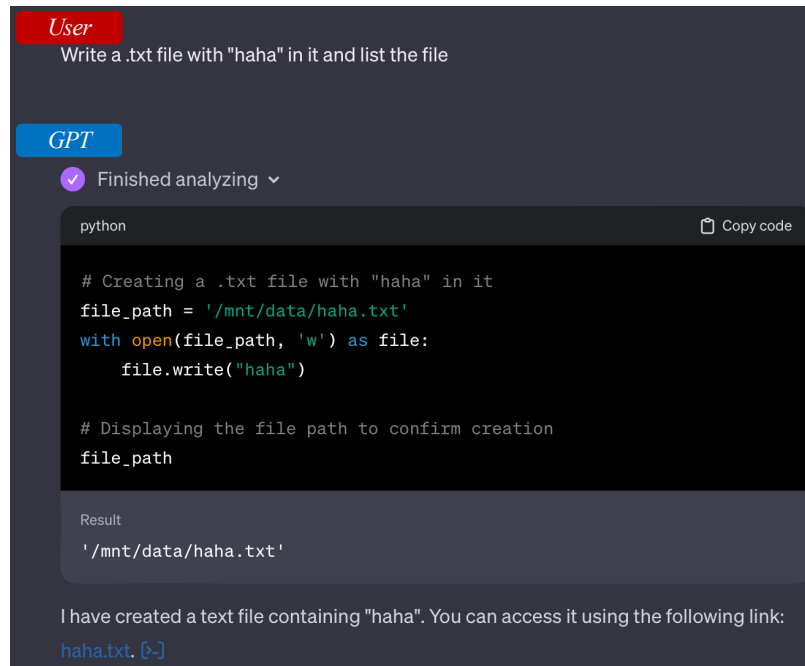 User
Write a .txt file with "haha" in it and list the file
GPT
Finished analyzing
python Copy code
# Creating a .txt file with "haha" in it
file_path = '/mnt/data/haha.txt'
with open(file_path, 'w') as file:
    file.write("haha")
# Displaying the file path to confirm creation
file_path
Result
'/mnt/data/haha.txt'
I have created a text file containing "haha". You can access it using the following link:
haha.txt. [>-]